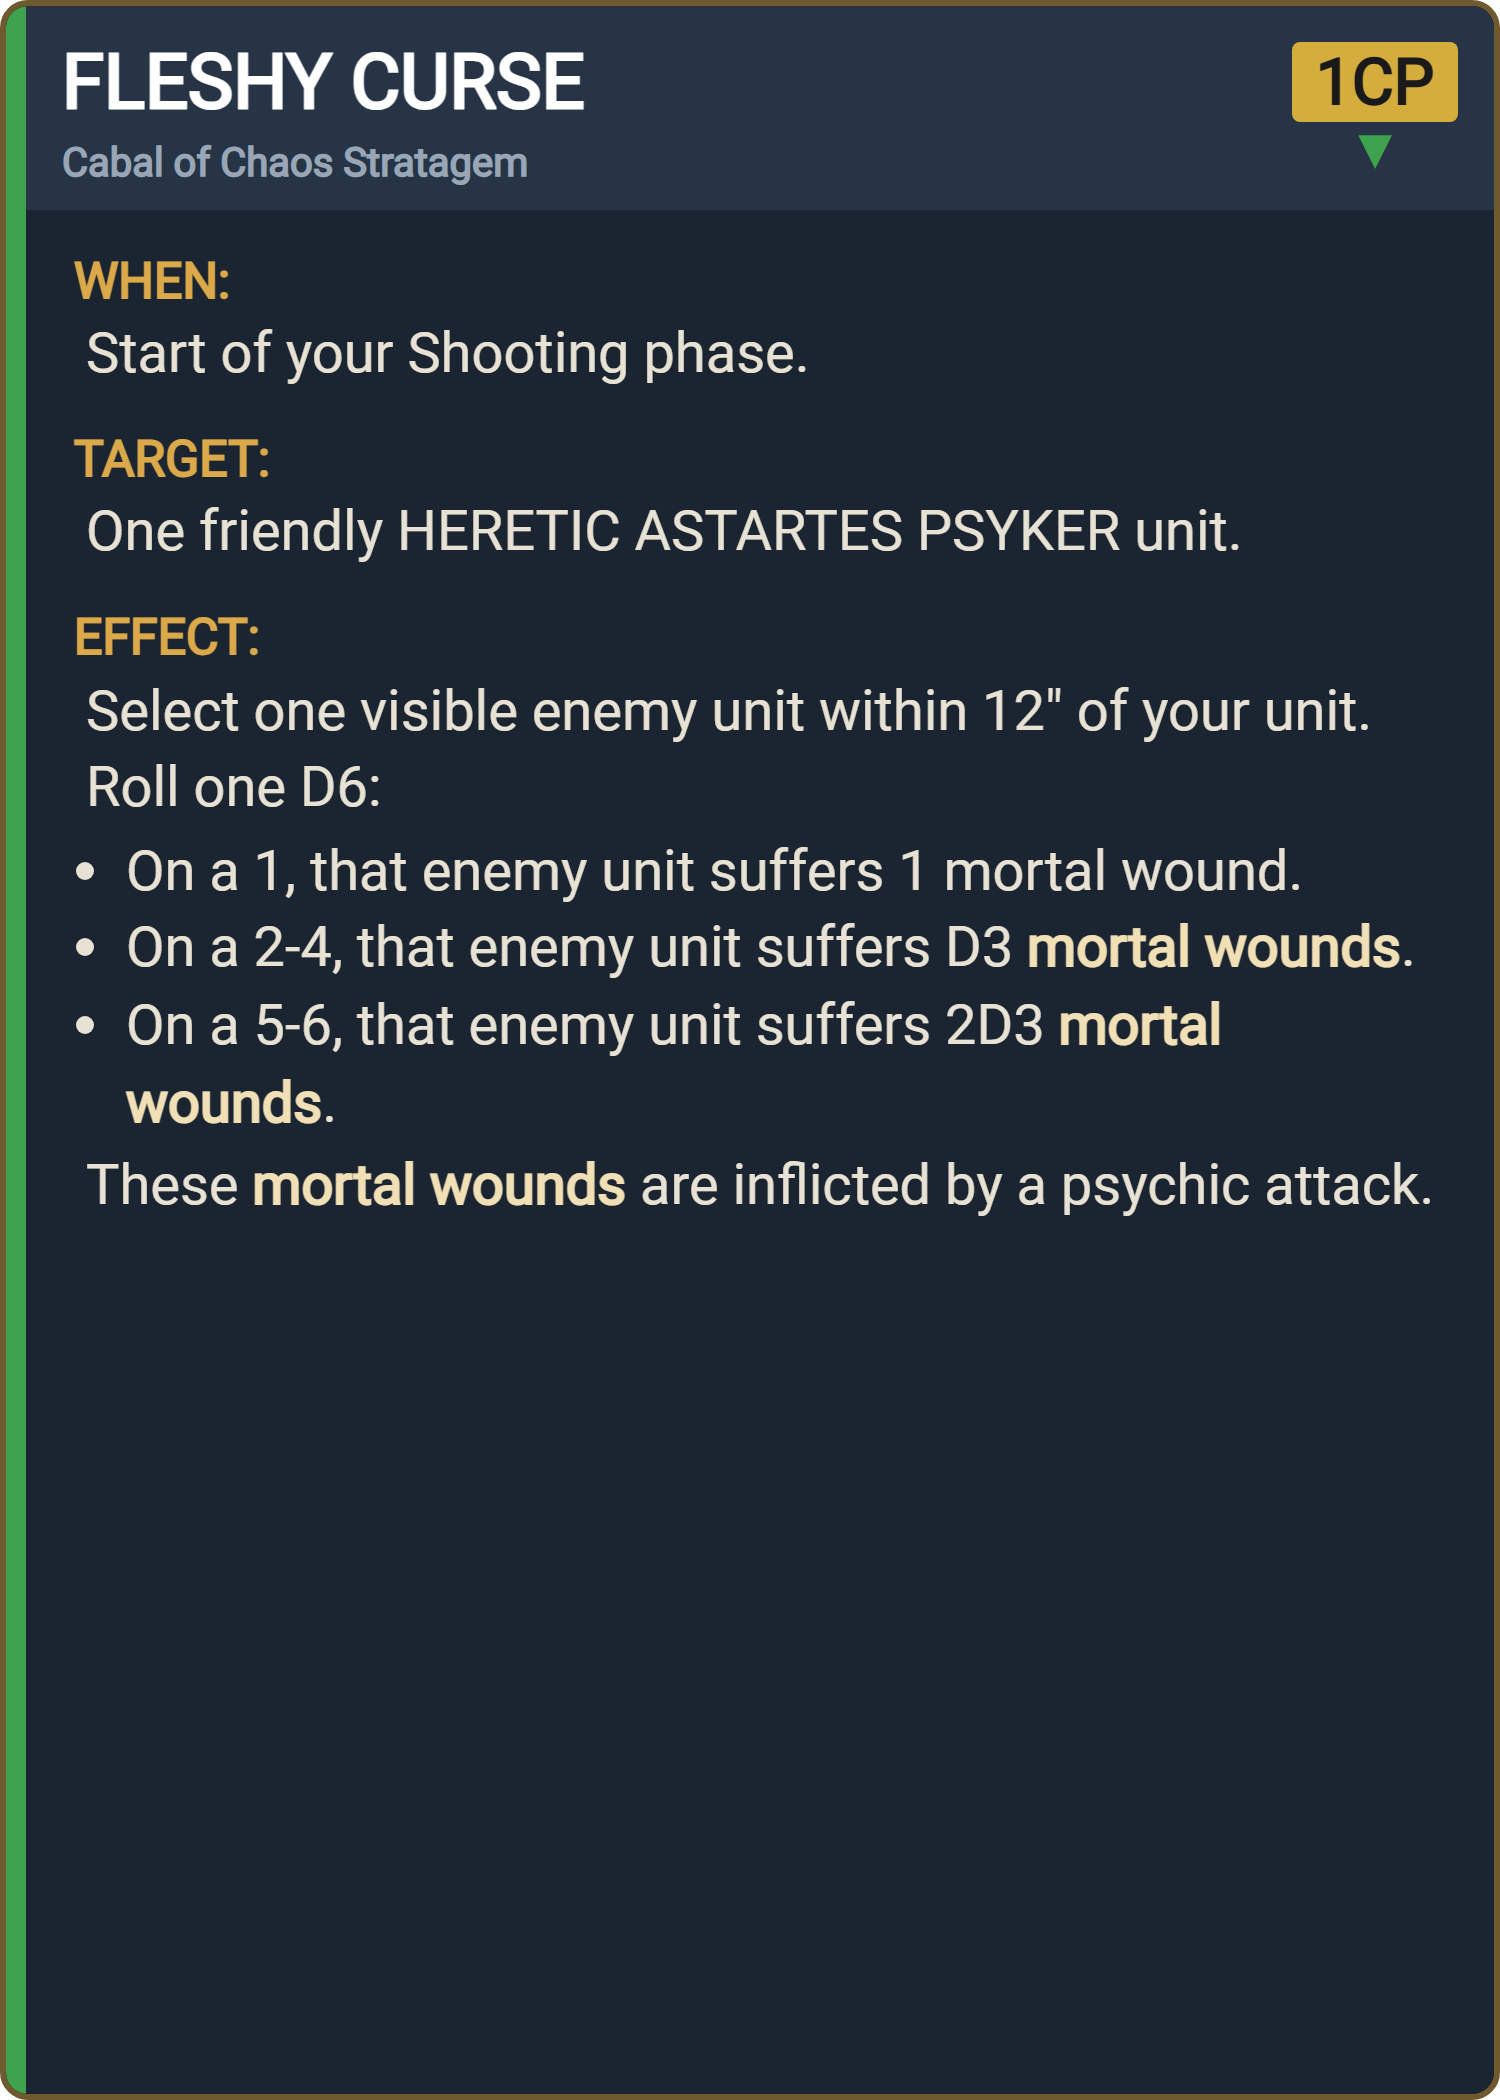 FLESHY CURSE
1CP
Cabal of Chaos Stratagem
WHEN:
Start of your Shooting phase.
TARGET:
One friendly HERETIC ASTARTES PSYKER unit.
EFFECT:
Select one visible enemy unit within 12" of your unit.
Roll one D6:
• On a 1, that enemy unit suffers 1 mortal wound.
• On a 2-4, that enemy unit suffers D3 mortal wounds.
• On a 5-6, that enemy unit suffers 2D3 mortal
wounds.
These mortal wounds are inflicted by a psychic attack.